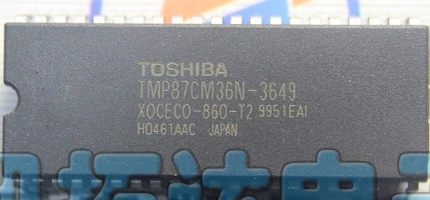 TOSHIBA
TMP87CM36N-3649
XOCECO-860-T2 9951EAI
H0461AAC JAPAN